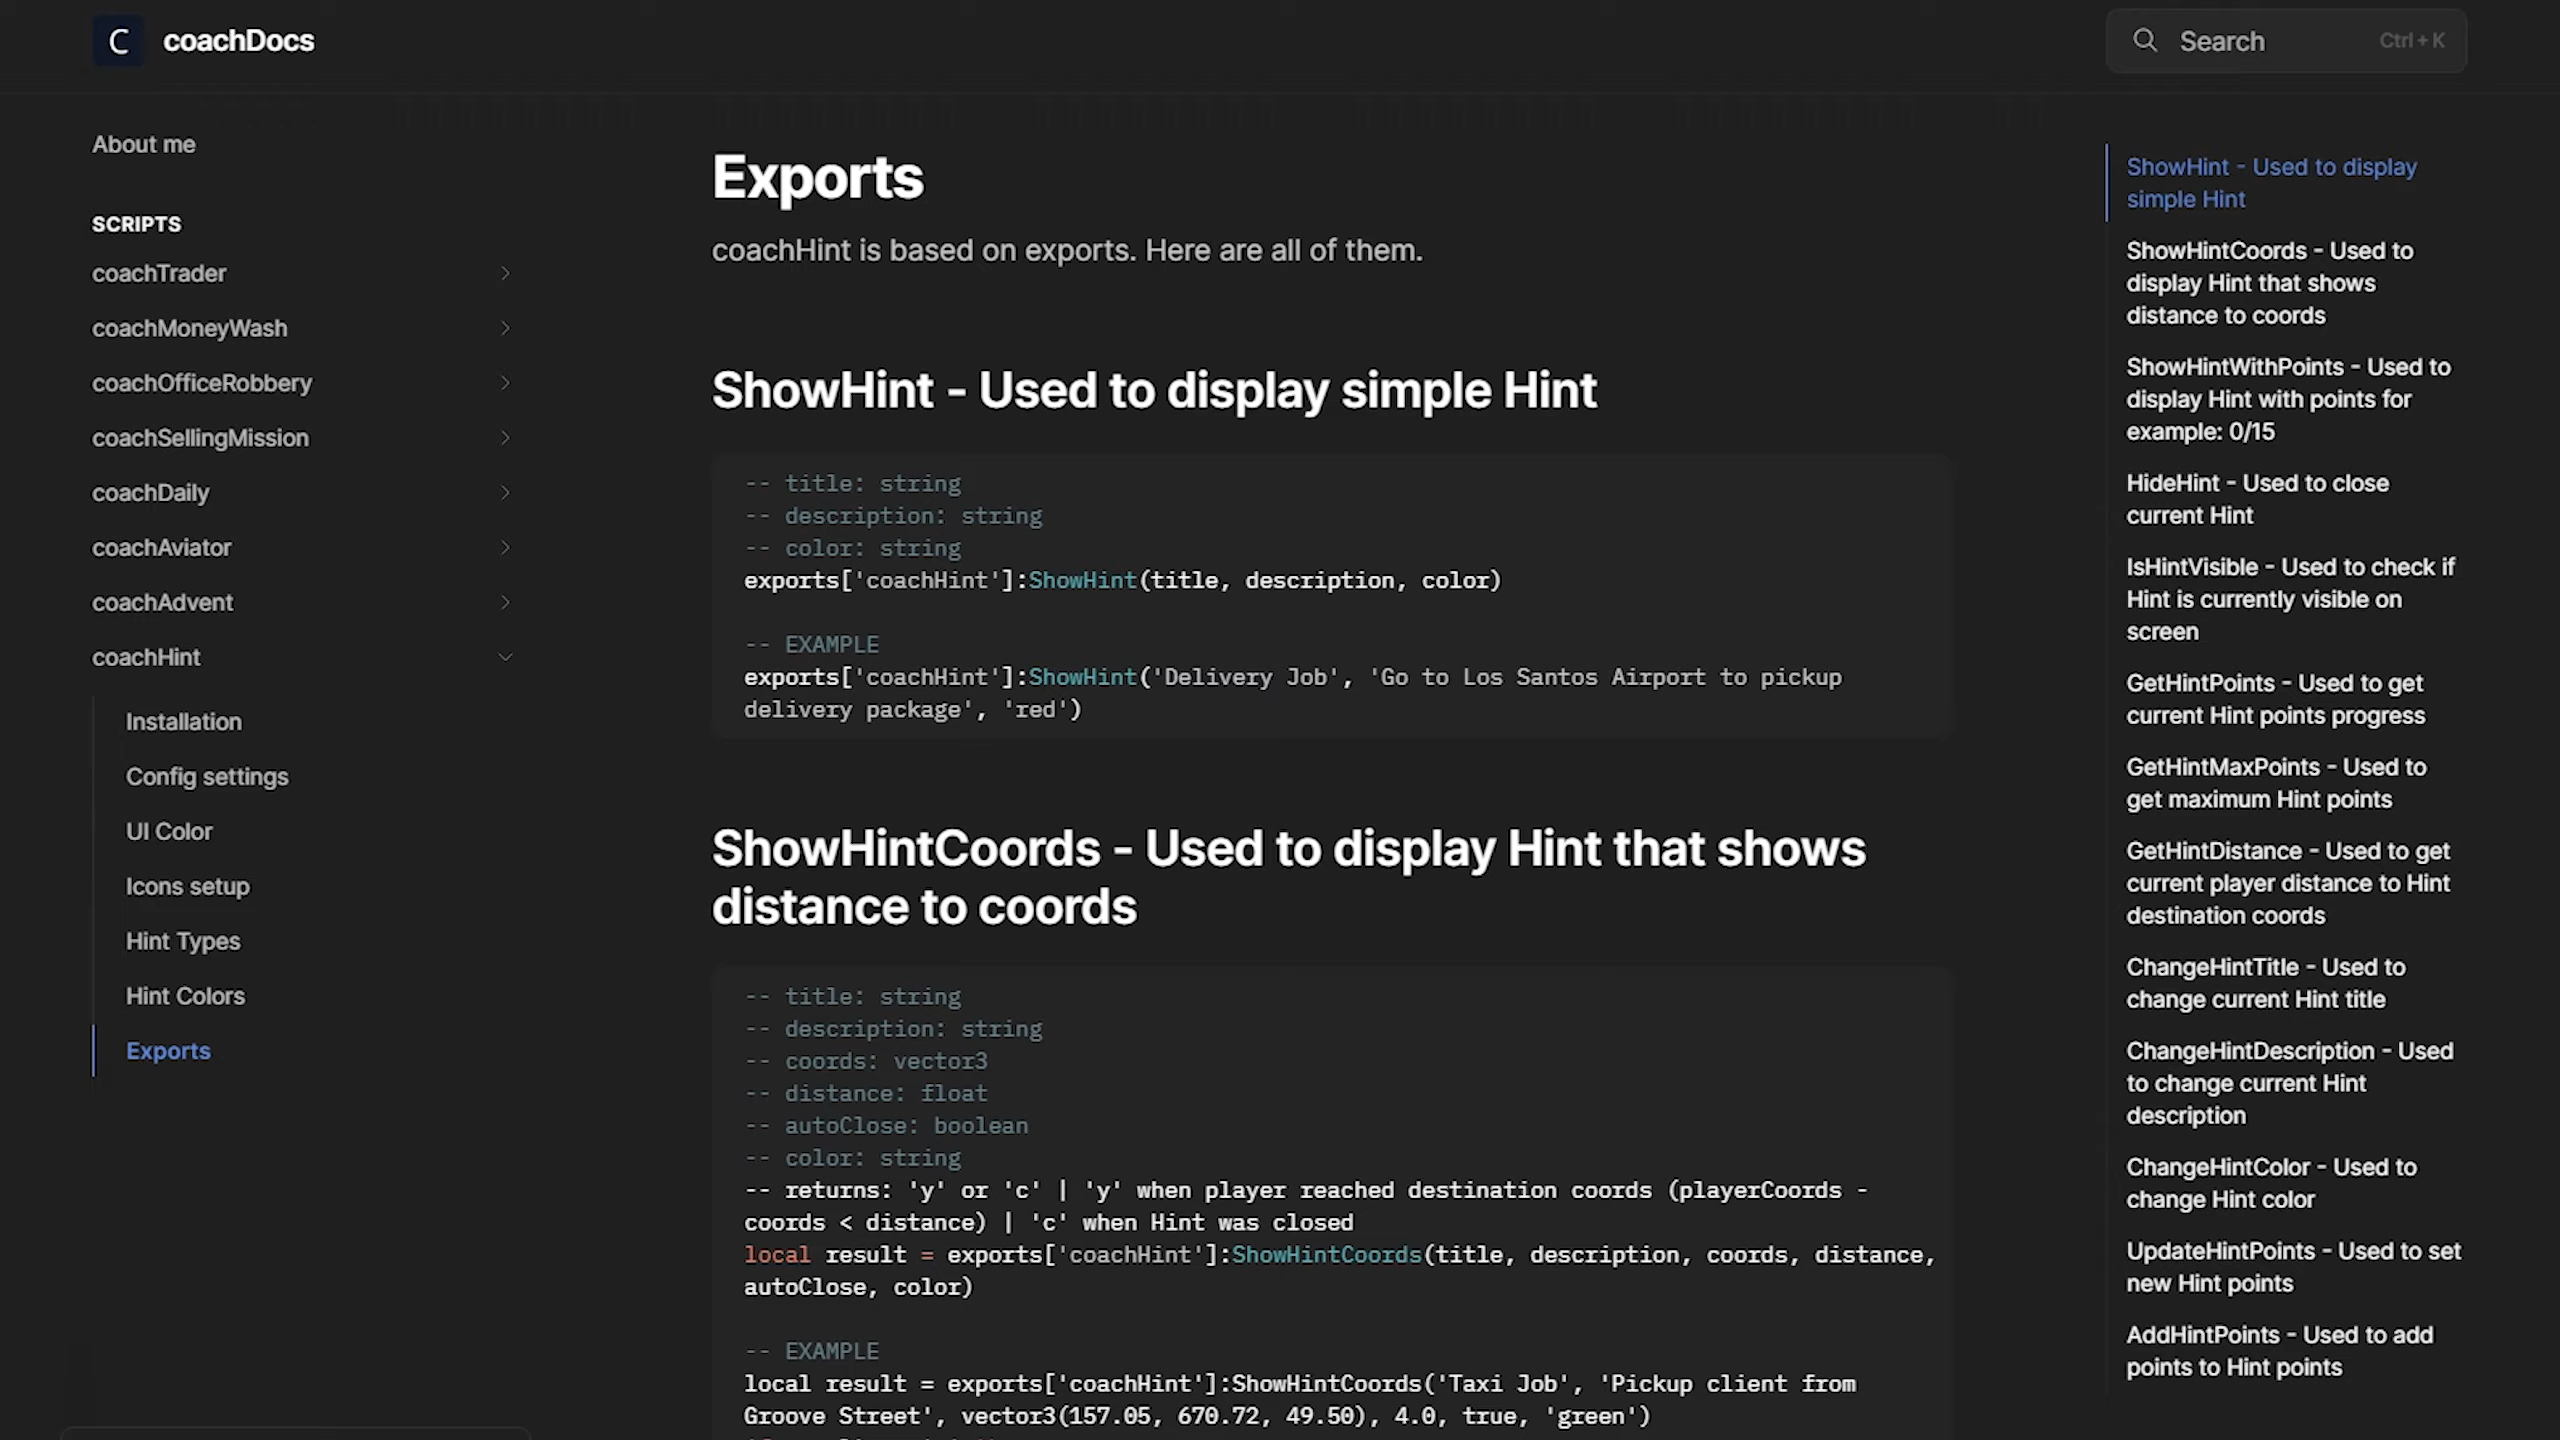 C coachDocs
Search Ctrl+K
About me
SCRIPTS
coachTrader
coachMoneyWash
coachOfficeRobbery
coachSellingMission
coachDaily
coachAviator
coachAdvent
coachHint
Installation
Config settings
UI Color
Icons setup
Hint Types
Hint Colors
Exports
Exports
coachHint is based on exports. Here are all of them.
ShowHint - Used to display simple Hint
-- title: string
-- description: string
-- color: string
exports['coachHint']:ShowHint(title, description, color)
-- EXAMPLE
exports['coachHint']:ShowHint('Delivery Job', 'Go to Los Santos Airport to pickup
delivery package', 'red')
ShowHintCoords - Used to display Hint that shows
distance to coords
-- title: string
-- description: string
-- coords: vector3
-- distance: float
-- autoClose: boolean
-- color: string
-- returns: 'y' or 'c' | 'y' when player reached destination coords (playerCoords -
coords < distance) | 'c' when Hint was closed
local result = exports['coachHint']:ShowHintCoords(title, description, coords, distance,
autoClose, color)
-- EXAMPLE
local result = exports['coachHint']:ShowHintCoords('Taxi Job', 'Pickup client from
Groove Street', vector3(157.05, 670.72, 49.50), 4.0, true, 'green')
ShowHint - Used to display
simple Hint
ShowHintCoords - Used to
display Hint that shows
distance to coords
ShowHintWithPoints - Used to
display Hint with points for
example: 0/15
HideHint - Used to close
current Hint
IsHintVisible - Used to check if
Hint is currently visible on
screen
GetHintPoints - Used to get
current Hint points progress
GetHintMaxPoints - Used to
get maximum Hint points
GetHintDistance - Used to get
current player distance to Hint
destination coords
ChangeHintTitle - Used to
change current Hint title
ChangeHintDescription - Used
to change current Hint
description
ChangeHintColor - Used to
change Hint color
UpdateHintPoints - Used to set
new Hint points
AddHintPoints - Used to add
points to Hint points